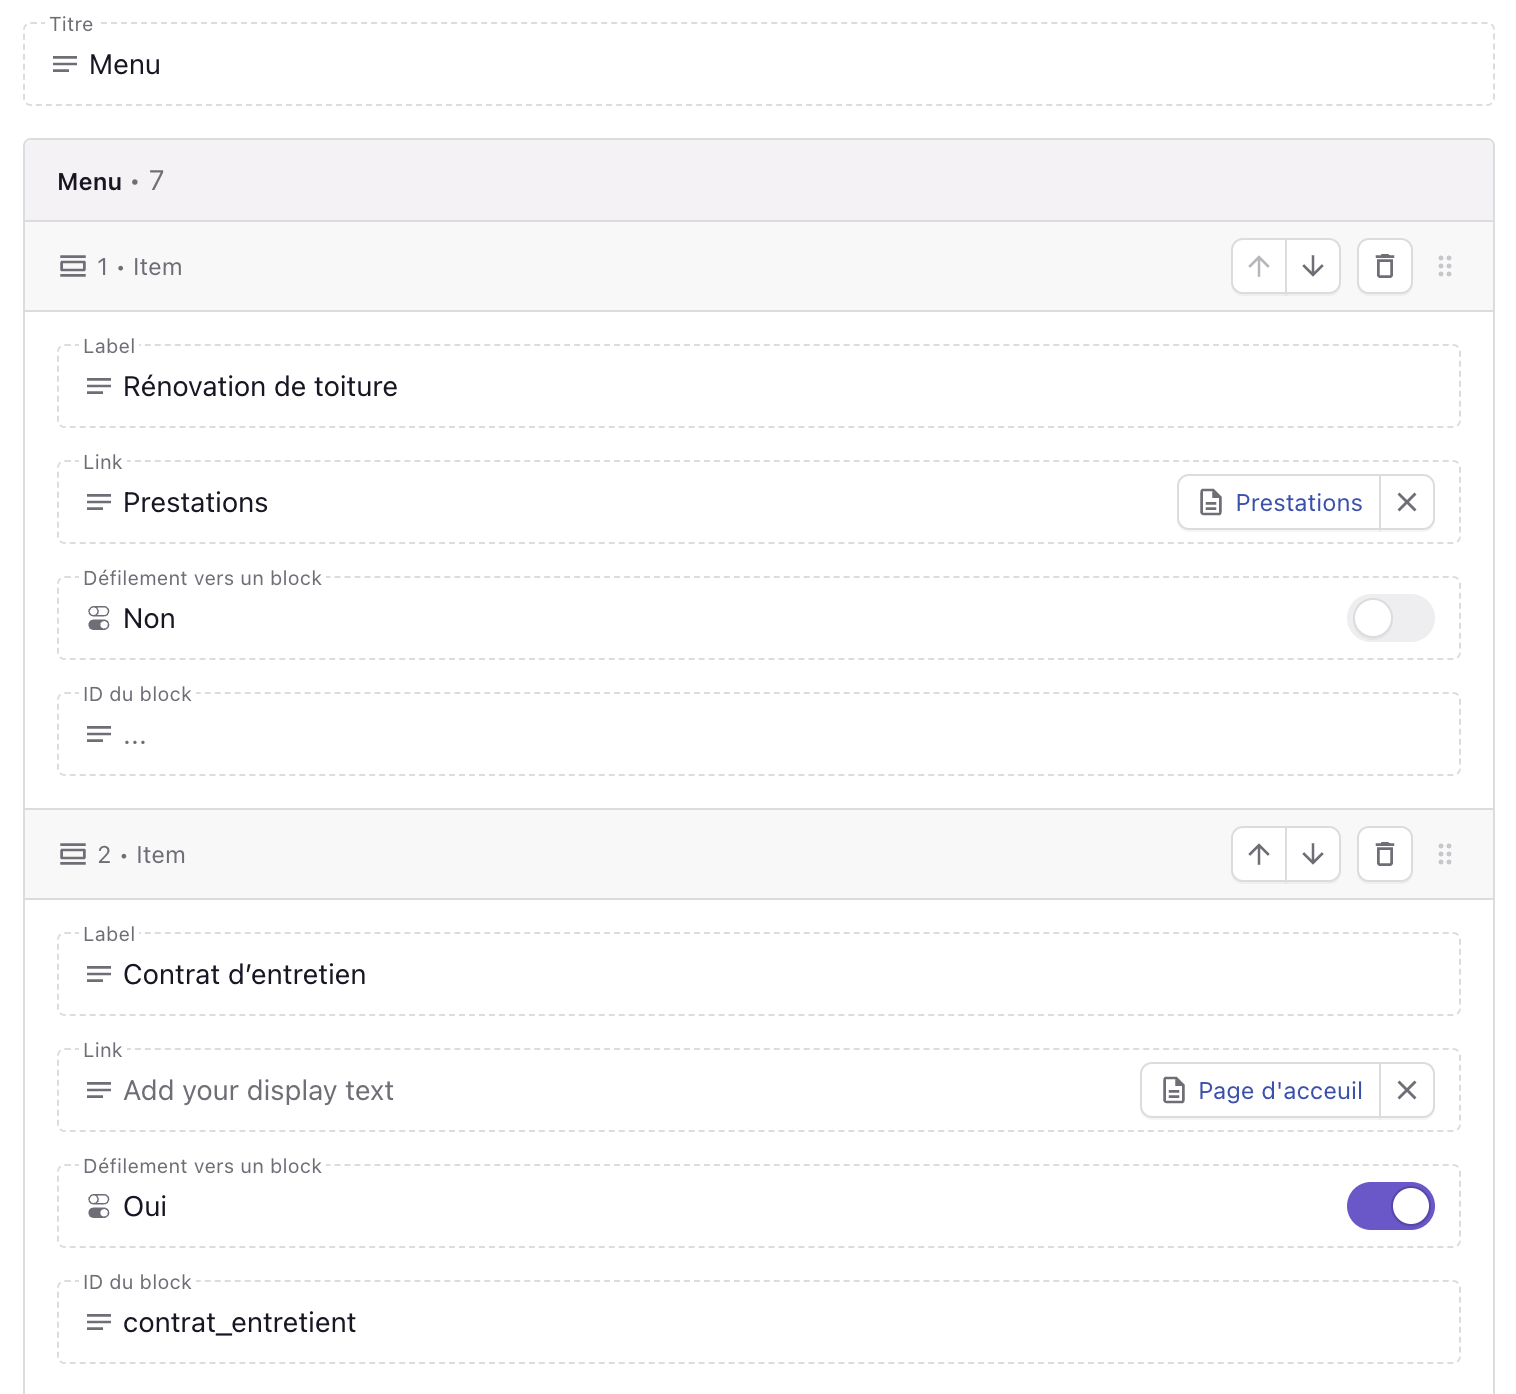 Titre
Menu
Menu • 7
1 • Item
Label
Rénovation de toiture
Link
Prestations
Prestations
Défilement vers un block
Non
ID du block
...
2 • Item
Label
Contrat d’entretien
Link
Add your display text
Page d'acceuil
Défilement vers un block
Oui
ID du block
contrat_entretient